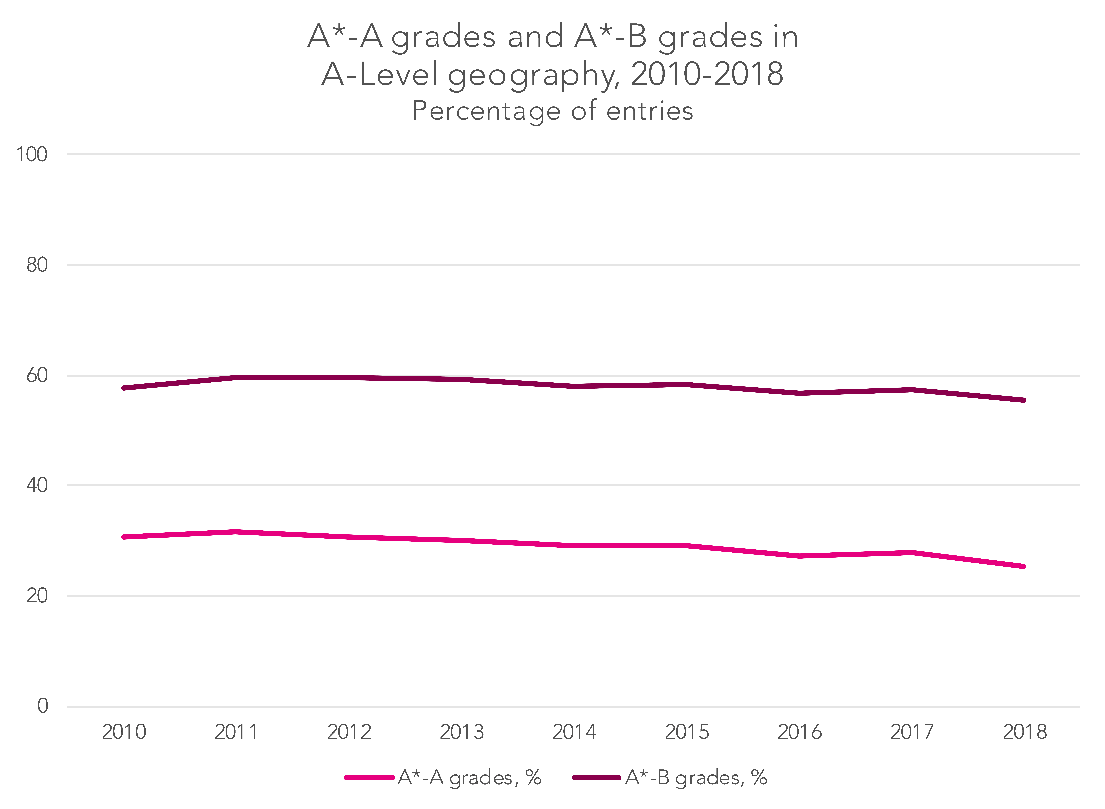 A*-A grades and A*-B grades in
A-Level geography, 2010-2018
Percentage of entries
100
80
60
40
20
0
2010 2011 2012 2013 2014 2015 2016 2017 2018
A*-A grades, % A*-B grades, %